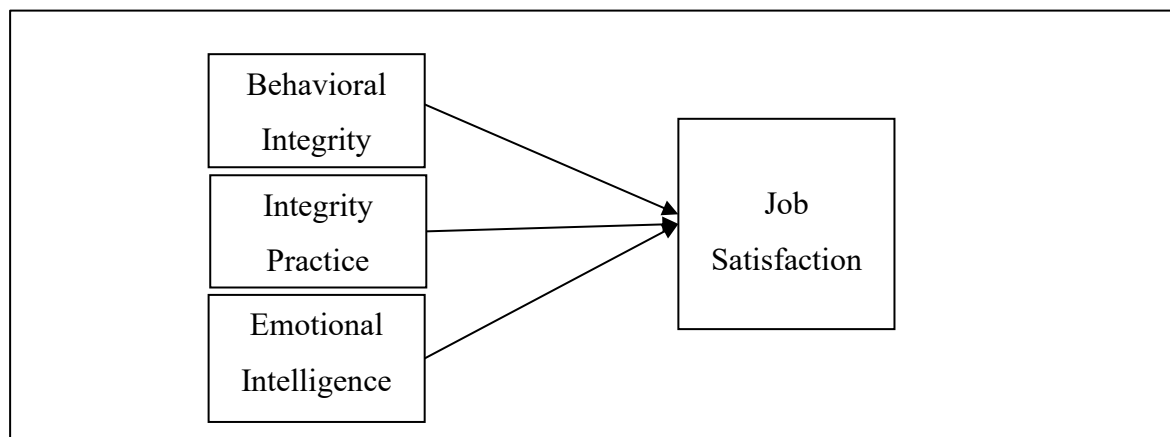 Behavioral
Integrity
Integrity
Practice
Emotional
Intelligence
Job
Satisfaction